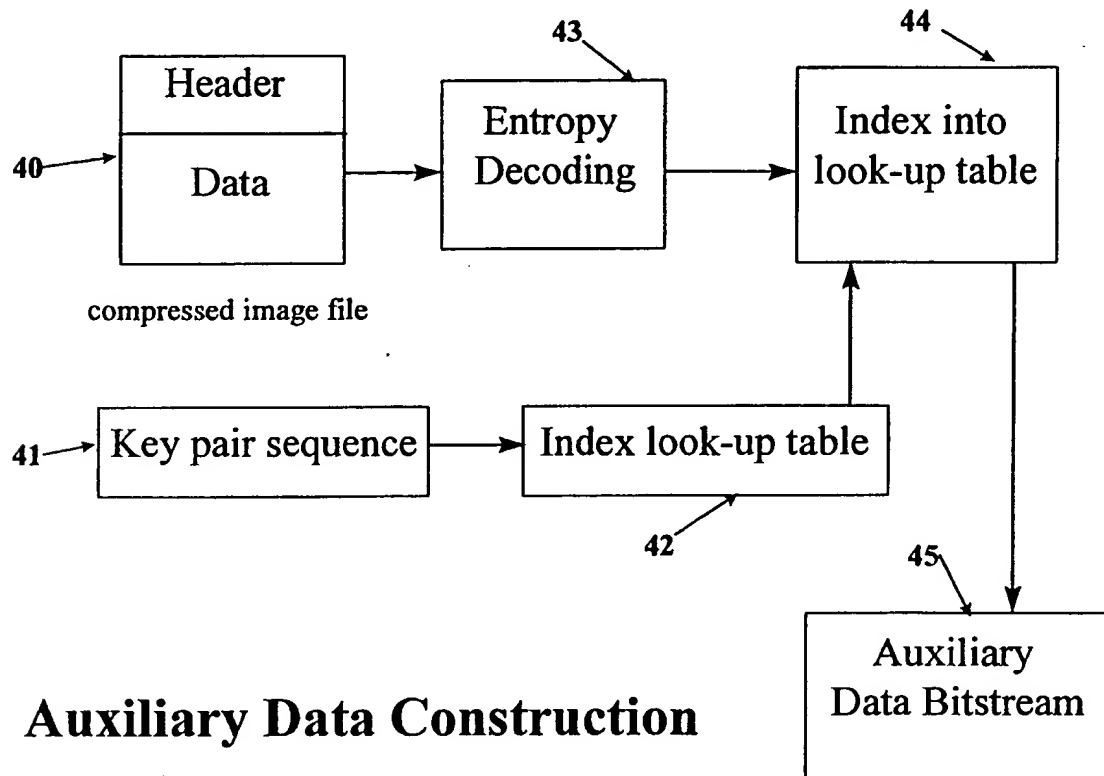 43
44
Header
Entropy
Decoding
Index into
look-up table
40
Data
compressed image file
41
Key pair sequence
Index look-up table
42
45
Auxiliary
Data Bitstream
Auxiliary Data Construction